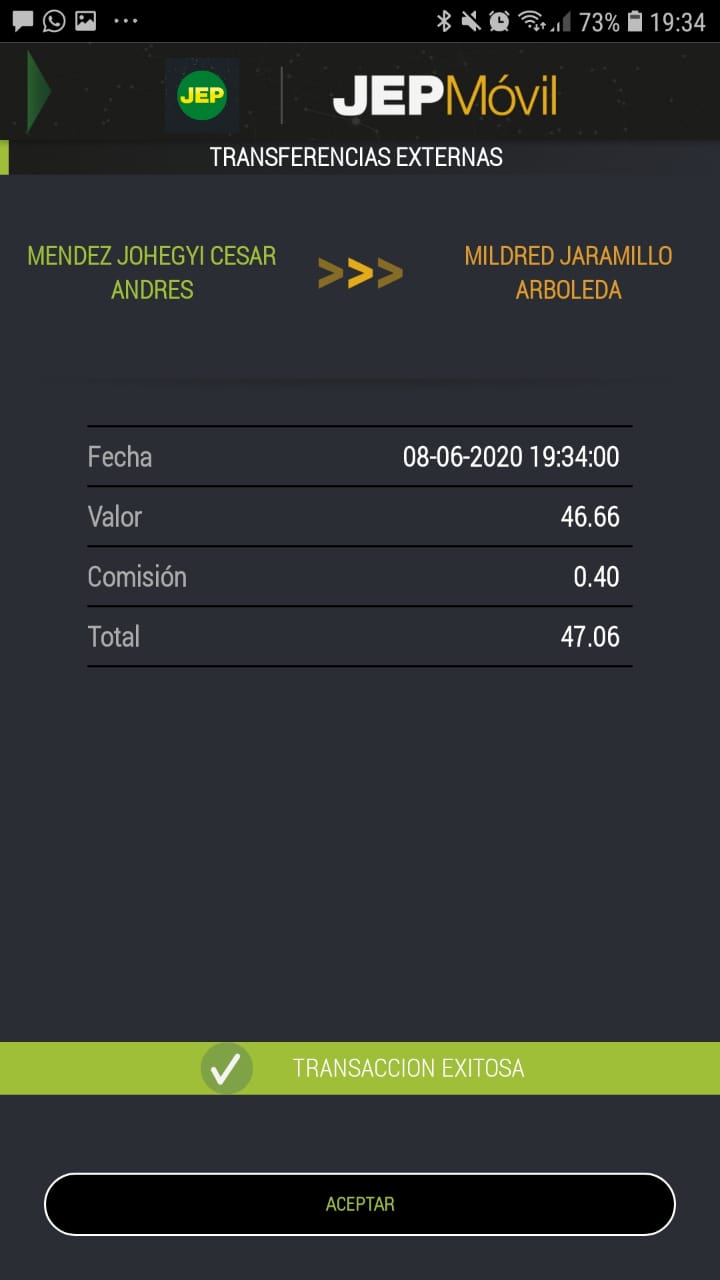 73% 19:34
JEP JEPMóvil
TRANSFERENCIAS EXTERNAS
MENDEZ JOHEGYI CESAR
ANDRES
>>>
MILDRED JARAMILLO
ARBOLEDA
Fecha 08-06-2020 19:34:00
Valor 46.66
Comisión 0.40
Total 47.06
TRANSACCION EXITOSA
ACEPTAR